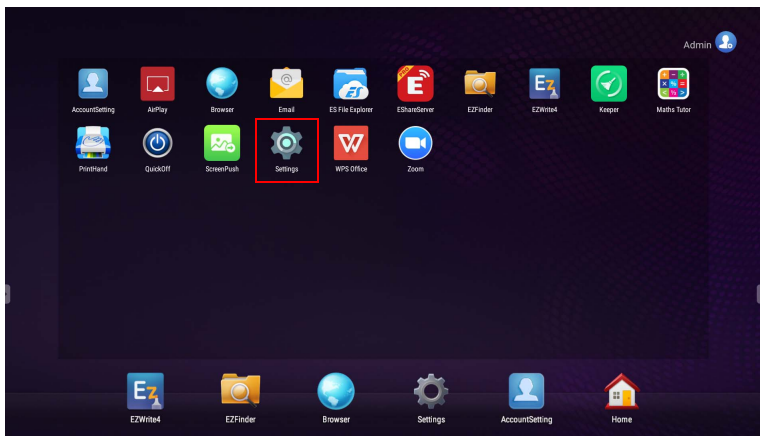 Admin
AccountSetting AirPlay Browser Email ES File Explorer EShareServer EZFinder EZWrite4 Keeper Maths Tutor
PrintHand QuickOff ScreenPush Settings WPS Office Zoom
EZWrite4 EZFinder Browser Settings AccountSetting Home